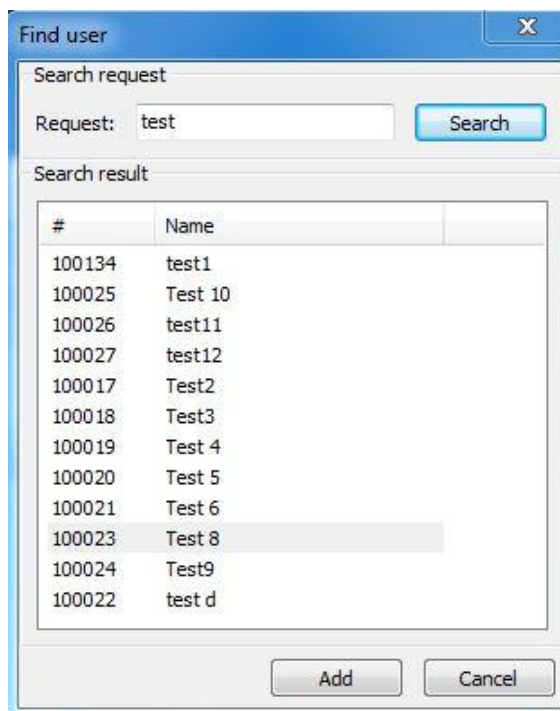 Find user
Search request
Request: test Search
Search result
# Name
100134 test1
100025 Test 10
100026 test11
100027 test12
100017 Test2
100018 Test3
100019 Test 4
100020 Test 5
100021 Test 6
100023 Test 8
100024 Test9
100022 test d
Add Cancel